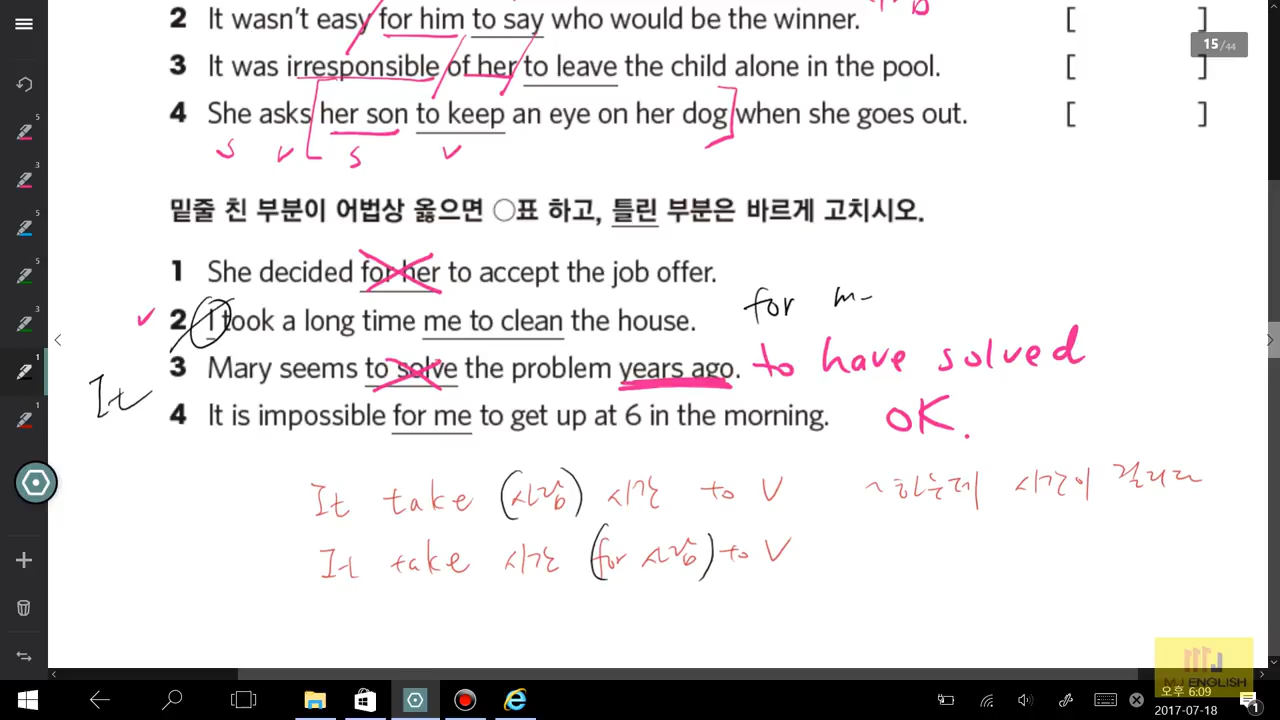 15/44
2 It wasn't easy for him to say who would be the winner. [ ]
3 It was irresponsible of her to leave the child alone in the pool. [ ]
4 She asks her son to keep an eye on her dog when she goes out. [ ]
S V S V
밑줄 친 부분이 어법상 옳으면 ○표 하고, 틀린 부분은 바르게 고치시오.
1 She decided for her to accept the job offer.
for m
2 I took a long time me to clean the house.
3 Mary seems to solve the problem years ago. to have solved
It
4 It is impossible for me to get up at 6 in the morning. OK.
It take (사람) 시간 to V ~하는데 시간이 걸리다
It take 시간 (for 사람) to V
MJ ENGLISH
오후 6:09
2017-07-18